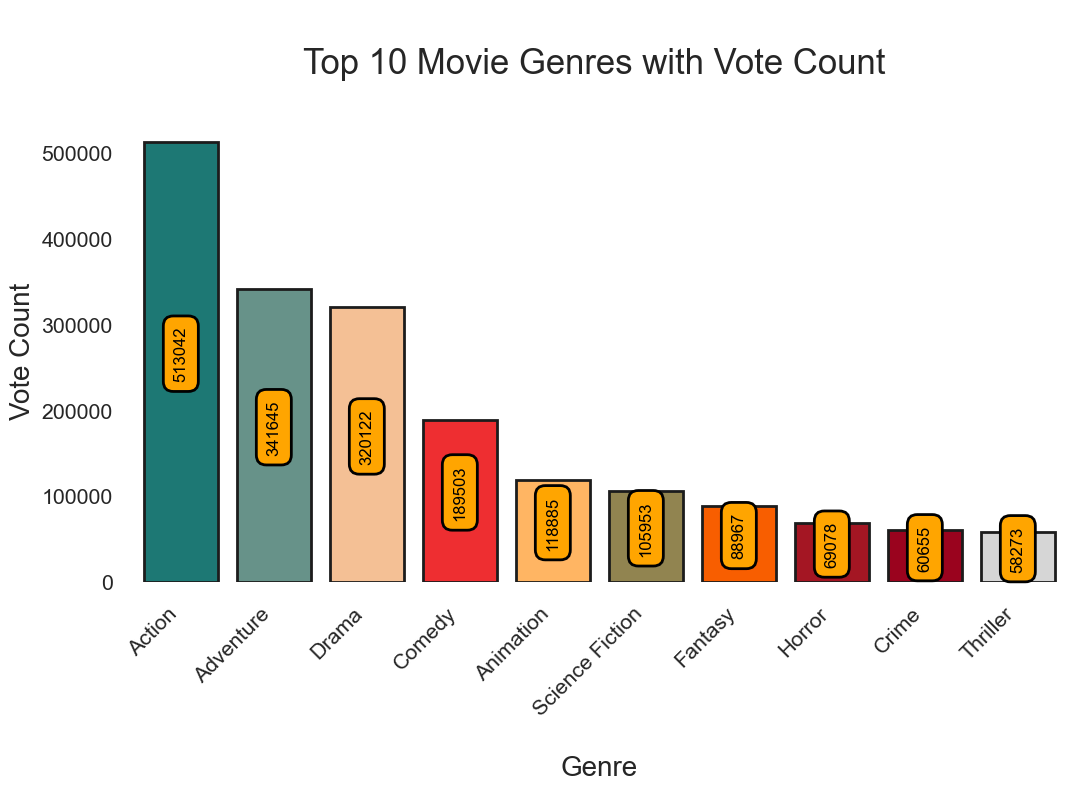 Top 10 Movie Genres with Vote Count
Vote Count
500000
400000
300000
200000
100000
0
513042
341645
320122
189503
118885
105953
88967
69078
60655
58273
Action
Adventure
Drama
Comedy
Animation
Science Fiction
Fantasy
Horror
Crime
Thriller
Genre